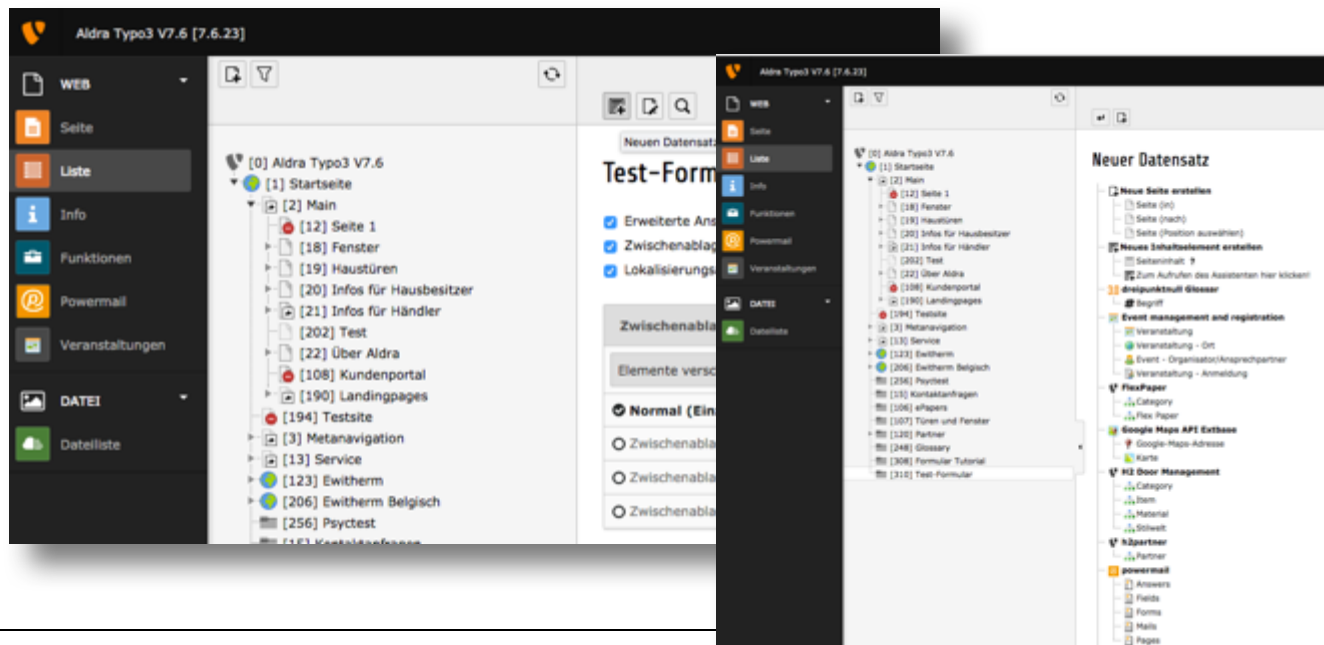 Aldra Typo3 V7.6 [7.6.23]
WEB
Seite
Liste
Info
Funktionen
Powermail
Veranstaltungen
DATEI
Dateiliste
[0] Aldra Typo3 V7.6
[1] Startseite
[2] Main
[12] Seite 1
[18] Fenster
[19] Haustüren
[20] Infos für Hausbesitzer
[21] Infos für Händler
[202] Test
[22] Über Aldra
[108] Kundenportal
[190] Landingpages
[194] Testsite
[3] Metanavigation
[13] Service
[123] Ewitherm
[206] Ewitherm Belgisch
[256] Psyctest
[15] Kontaktanfragen
Neuen Datensat
Test-Form
Erweiterte Ans
Zwischenablag
Lokalisierungs
Zwischenabla
Elemente versc
Normal (Ein
Zwischenabla
Zwischenabla
Zwischenabla
Aldra Typo3 V7.6 [7.6.23]
WEB
Seite
Liste
Info
Funktionen
Powermail
Veranstaltungen
DATEI
Dateiliste
[0] Aldra Typo3 V7.6
[1] Startseite
[2] Main
[12] Seite 1
[18] Fenster
[19] Haustüren
[20] Infos für Hausbesitzer
[21] Infos für Händler
[202] Test
[22] Über Aldra
[108] Kundenportal
[190] Landingpages
[194] Testsite
[3] Metanavigation
[13] Service
[123] Ewitherm
[206] Ewitherm Belgisch
[256] Psyctest
[15] Kontaktanfragen
[106] ePapers
[107] Türen und Fenster
[120] Partner
[248] Glossary
[308] Formular Tutorial
[310] Test-Formular
Neuer Datensatz
Neue Seite erstellen
Seite (in)
Seite (nach)
Seite (Position auswählen)
Neues Inhaltselement erstellen
Seiteninhalt ?
Zum Aufrufen des Assistenten hier klicken!
dreipunktnull Glossar
Begriff
Event management and registration
Veranstaltung
Veranstaltung - Ort
Event - Organisator/Ansprechpartner
Veranstaltung - Anmeldung
FlexPaper
Category
Flex Paper
Google Maps API Extbase
Google-Maps-Adresse
Karte
H2 Door Management
Category
Item
Material
Stilwelt
h2partner
Partner
powermail
Answers
Fields
Forms
Mails
Pages